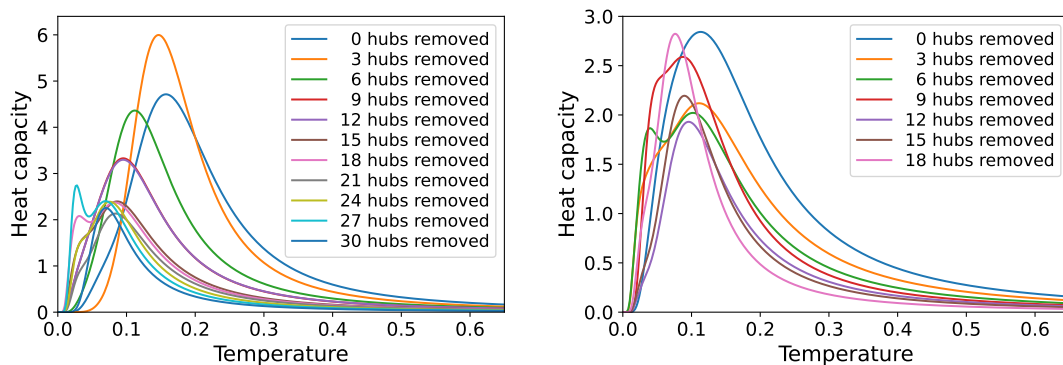 Heat capacity
6
5
4
3
2
1
0
0.0 0.1 0.2 0.3 0.4 0.5 0.6
Temperature
0 hubs removed
3 hubs removed
6 hubs removed
9 hubs removed
12 hubs removed
15 hubs removed
18 hubs removed
21 hubs removed
24 hubs removed
27 hubs removed
30 hubs removed
Heat capacity
3.0
2.5
2.0
1.5
1.0
0.5
0.0
0.0 0.1 0.2 0.3 0.4 0.5 0.6
Temperature
0 hubs removed
3 hubs removed
6 hubs removed
9 hubs removed
12 hubs removed
15 hubs removed
18 hubs removed